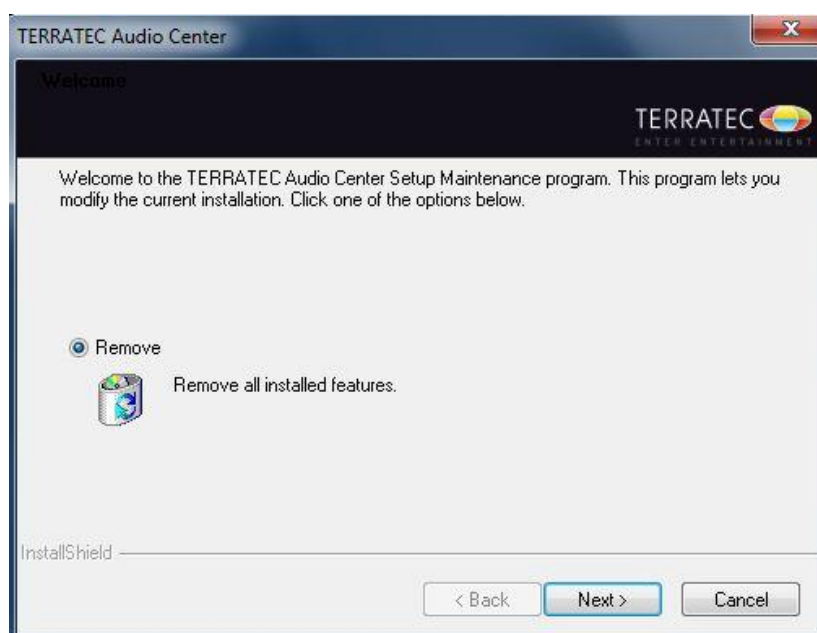 TERRATEC Audio Center
Welcome
TERRATEC
ENTER ENTERTAINMENT
Welcome to the TERRATEC Audio Center Setup Maintenance program. This program lets you
modify the current installation. Click one of the options below.
Remove
Remove all installed features.
InstallShield
< Back
Next >
Cancel